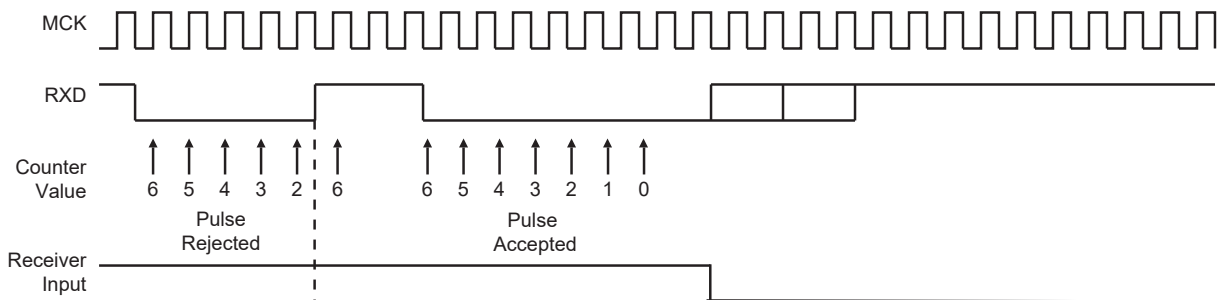 MCK
RXD
Counter
Value
6 5 4 3 2 6 6 5 4 3 2 1 0
Pulse
Rejected
Pulse
Accepted
Receiver
Input